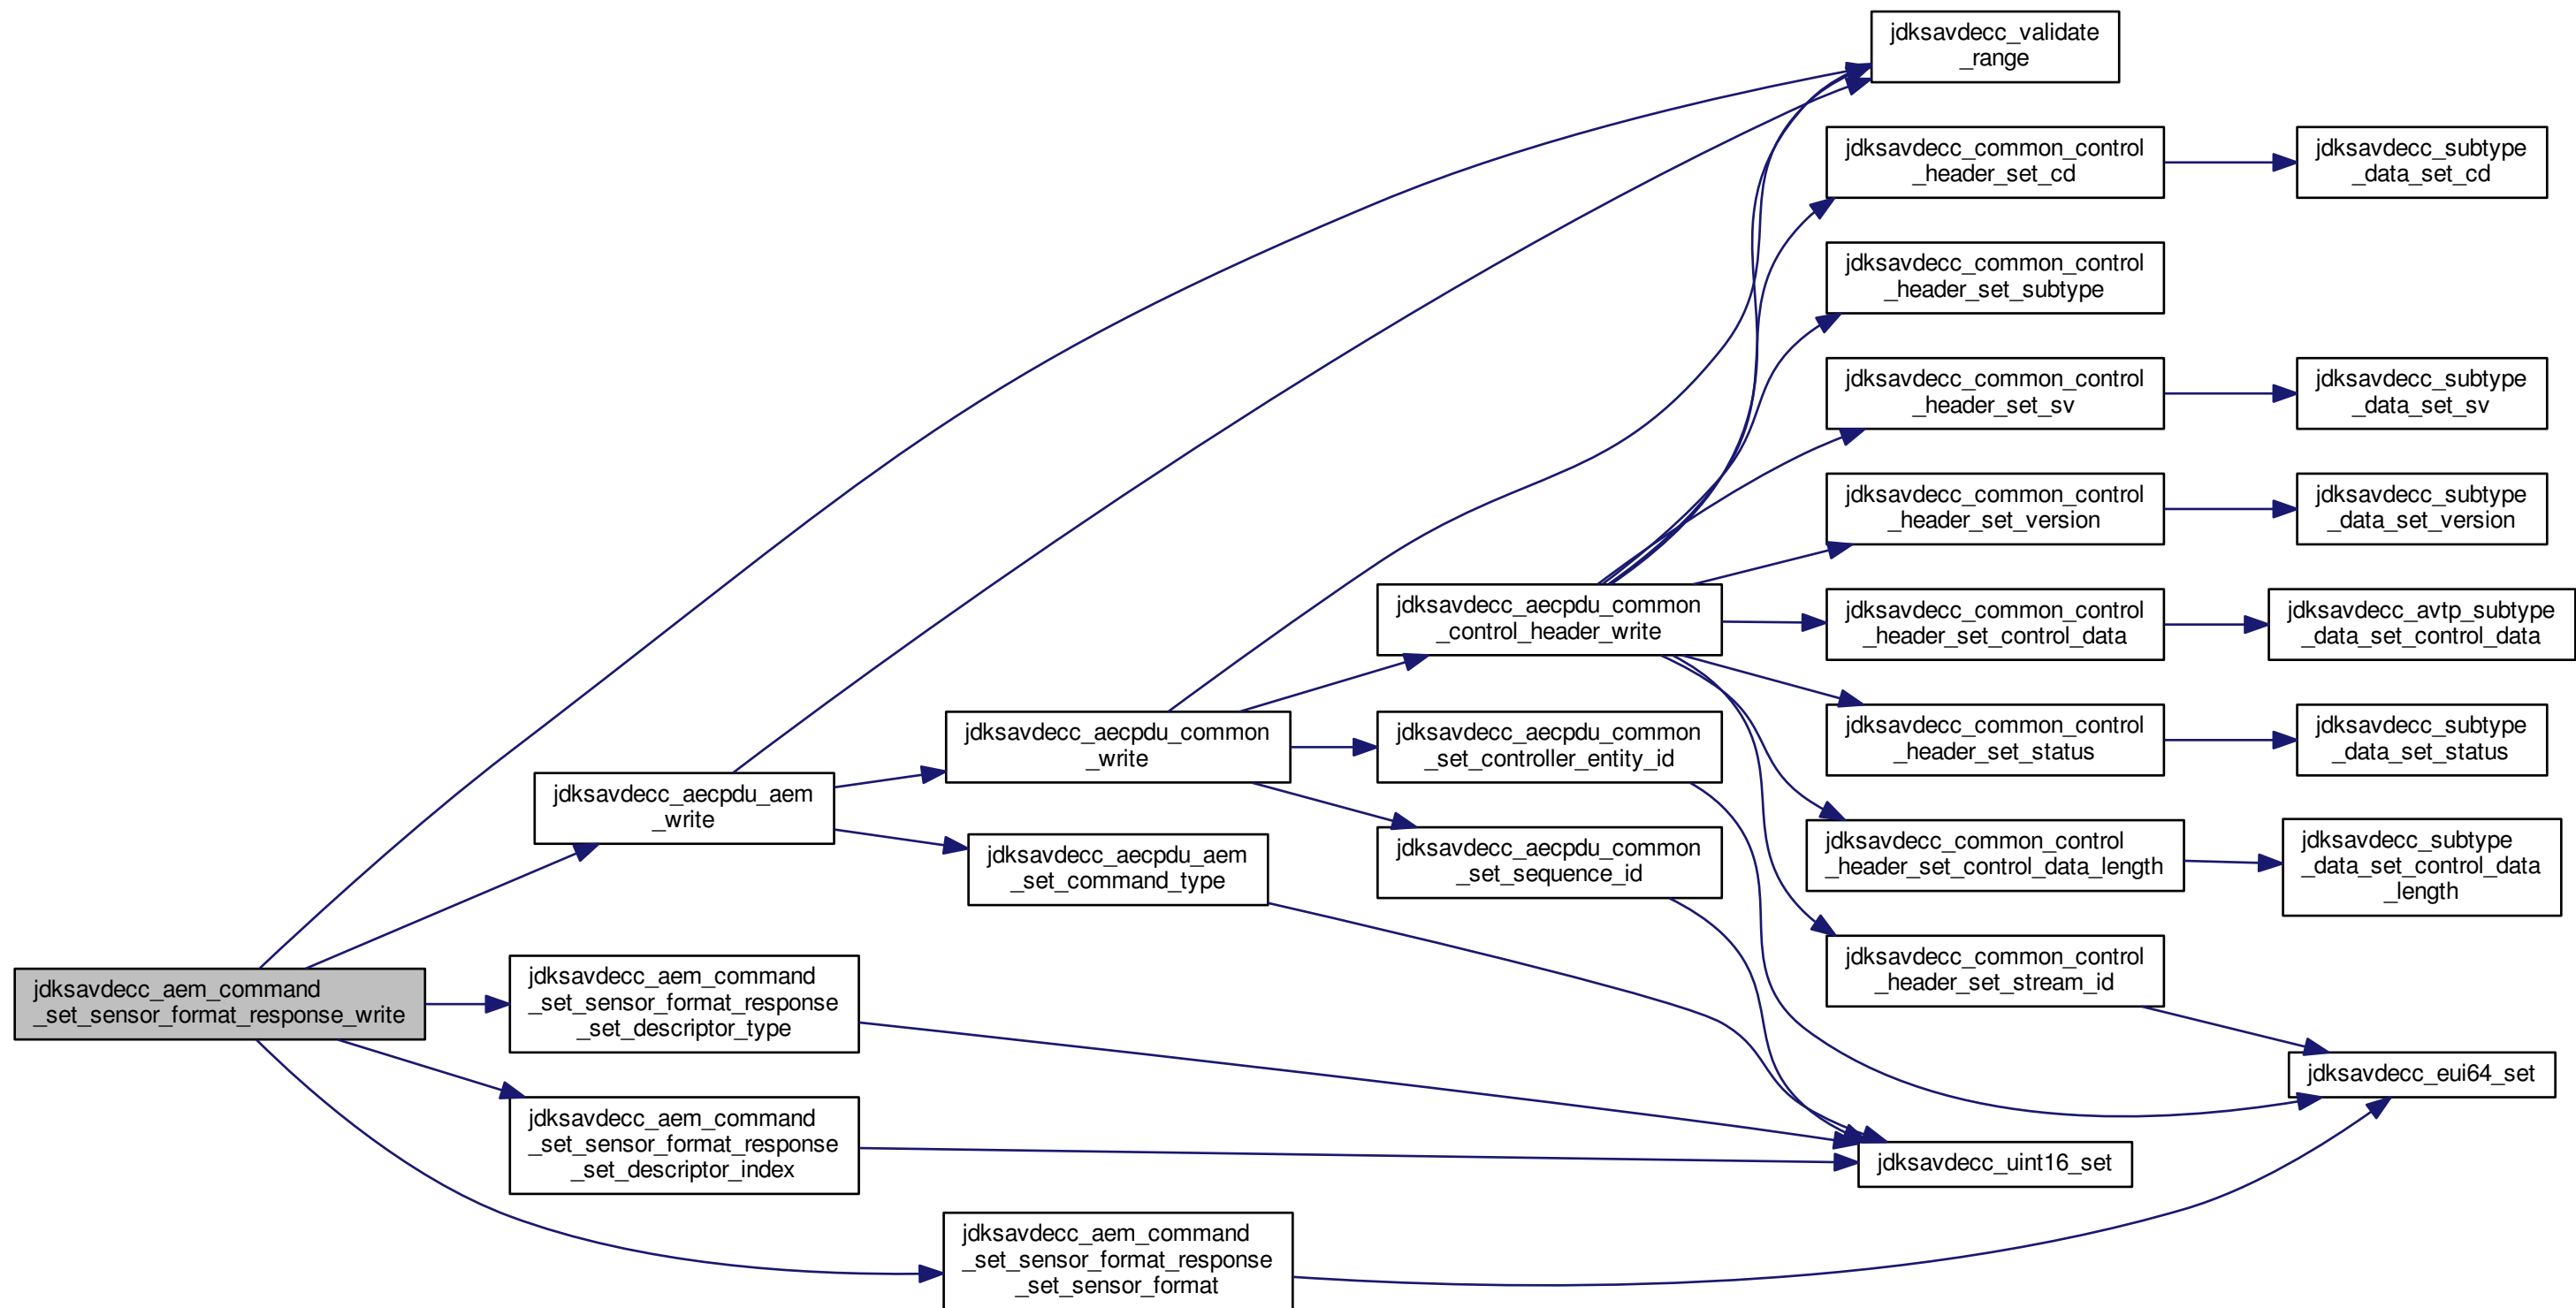 jdksavdecc_validate
_range
jdksavdecc_common_control
_header_set_cd
jdksavdecc_subtype
_data_set_cd
jdksavdecc_common_control
_header_set_subtype
jdksavdecc_common_control
_header_set_sv
jdksavdecc_subtype
_data_set_sv
jdksavdecc_common_control
_header_set_version
jdksavdecc_subtype
_data_set_version
jdksavdecc_aecpdu_common
_control_header_write
jdksavdecc_common_control
_header_set_control_data
jdksavdecc_avtp_subtype
_data_set_control_data
jdksavdecc_aecpdu_common
_write
jdksavdecc_aecpdu_common
_set_controller_entity_id
jdksavdecc_common_control
_header_set_status
jdksavdecc_subtype
_data_set_status
jdksavdecc_aecpdu_aem
_write
jdksavdecc_aecpdu_aem
_set_command_type
jdksavdecc_aecpdu_common
_set_sequence_id
jdksavdecc_common_control
_header_set_control_data_length
jdksavdecc_subtype
_data_set_control_data
_length
jdksavdecc_aem_command
_set_sensor_format_response_write
jdksavdecc_aem_command
_set_sensor_format_response
_set_descriptor_type
jdksavdecc_common_control
_header_set_stream_id
jdksavdecc_eui64_set
jdksavdecc_aem_command
_set_sensor_format_response
_set_descriptor_index
jdksavdecc_uint16_set
jdksavdecc_aem_command
_set_sensor_format_response
_set_sensor_format